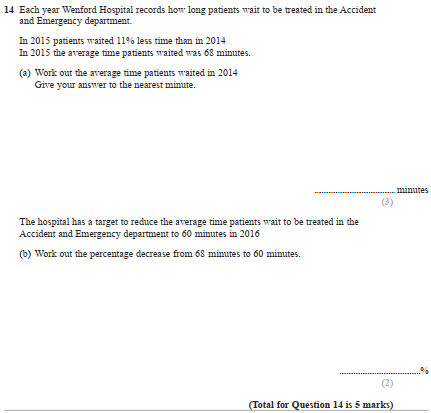 14 Each year Wenford Hospital records how long patients wait to be treated in the Accident
and Emergency department.
In 2015 patients waited 11% less time than in 2014
In 2015 the average time patients waited was 68 minutes.
(a) Work out the average time patients waited in 2014
Give your answer to the nearest minute.
.......................................... minutes
(3)
The hospital has a target to reduce the average time patients wait to be treated in the
Accident and Emergency department to 60 minutes in 2016
(b) Work out the percentage decrease from 68 minutes to 60 minutes.
..........................................%
(2)
(Total for Question 14 is 5 marks)